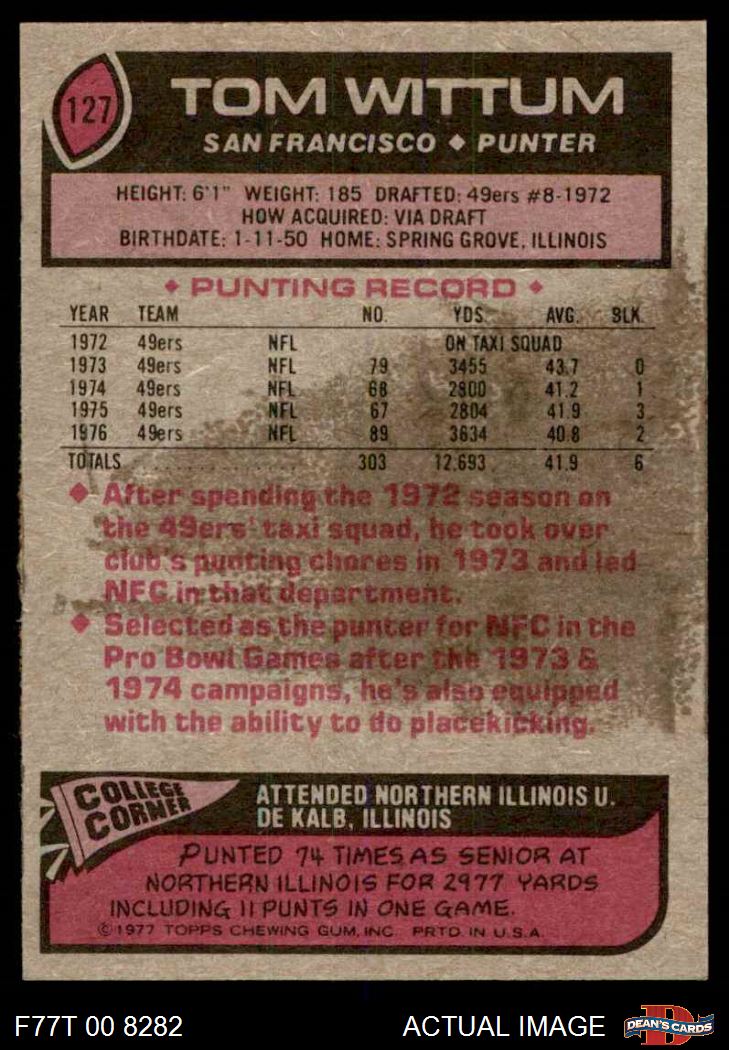 127
TOM WITTUM
SAN FRANCISCO ◆ PUNTER
HEIGHT: 6'1" WEIGHT: 185 DRAFTED: 49ers #8-1972
HOW ACQUIRED: VIA DRAFT
BIRTHDATE: 1-11-50 HOME: SPRING GROVE, ILLINOIS
◆ PUNTING RECORD ◆
YEAR TEAM NO. YDS. AVG. BLK.
1972 49ers NFL ON TAXI SQUAD
1973 49ers NFL 79 3455 43.7 0
1974 49ers NFL 68 2800 41.2 1
1975 49ers NFL 67 2804 41.9 3
1976 49ers NFL 89 3634 40.8 2
TOTALS 303 12,693 41.9 6
◆ After spending the 1972 season on
the 49ers' taxi squad, he took over
club's punting chores in 1973 and led
NFC in that department.
◆ Selected as the punter for NFC in the
Pro Bowl Games after the 1973 &
1974 campaigns, he's also equipped
with the ability to do placekicking.
COLLEGE
CORNER
ATTENDED NORTHERN ILLINOIS U.
DE KALB, ILLINOIS
PUNTED 74 TIMES AS SENIOR AT
NORTHERN ILLINOIS FOR 2977 YARDS
INCLUDING 11 PUNTS IN ONE GAME.
© 1977 TOPPS CHEWING GUM, INC. PRTD. IN U.S.A.
F77T 00 8282
ACTUAL IMAGE
D
DEAN'S CARDS